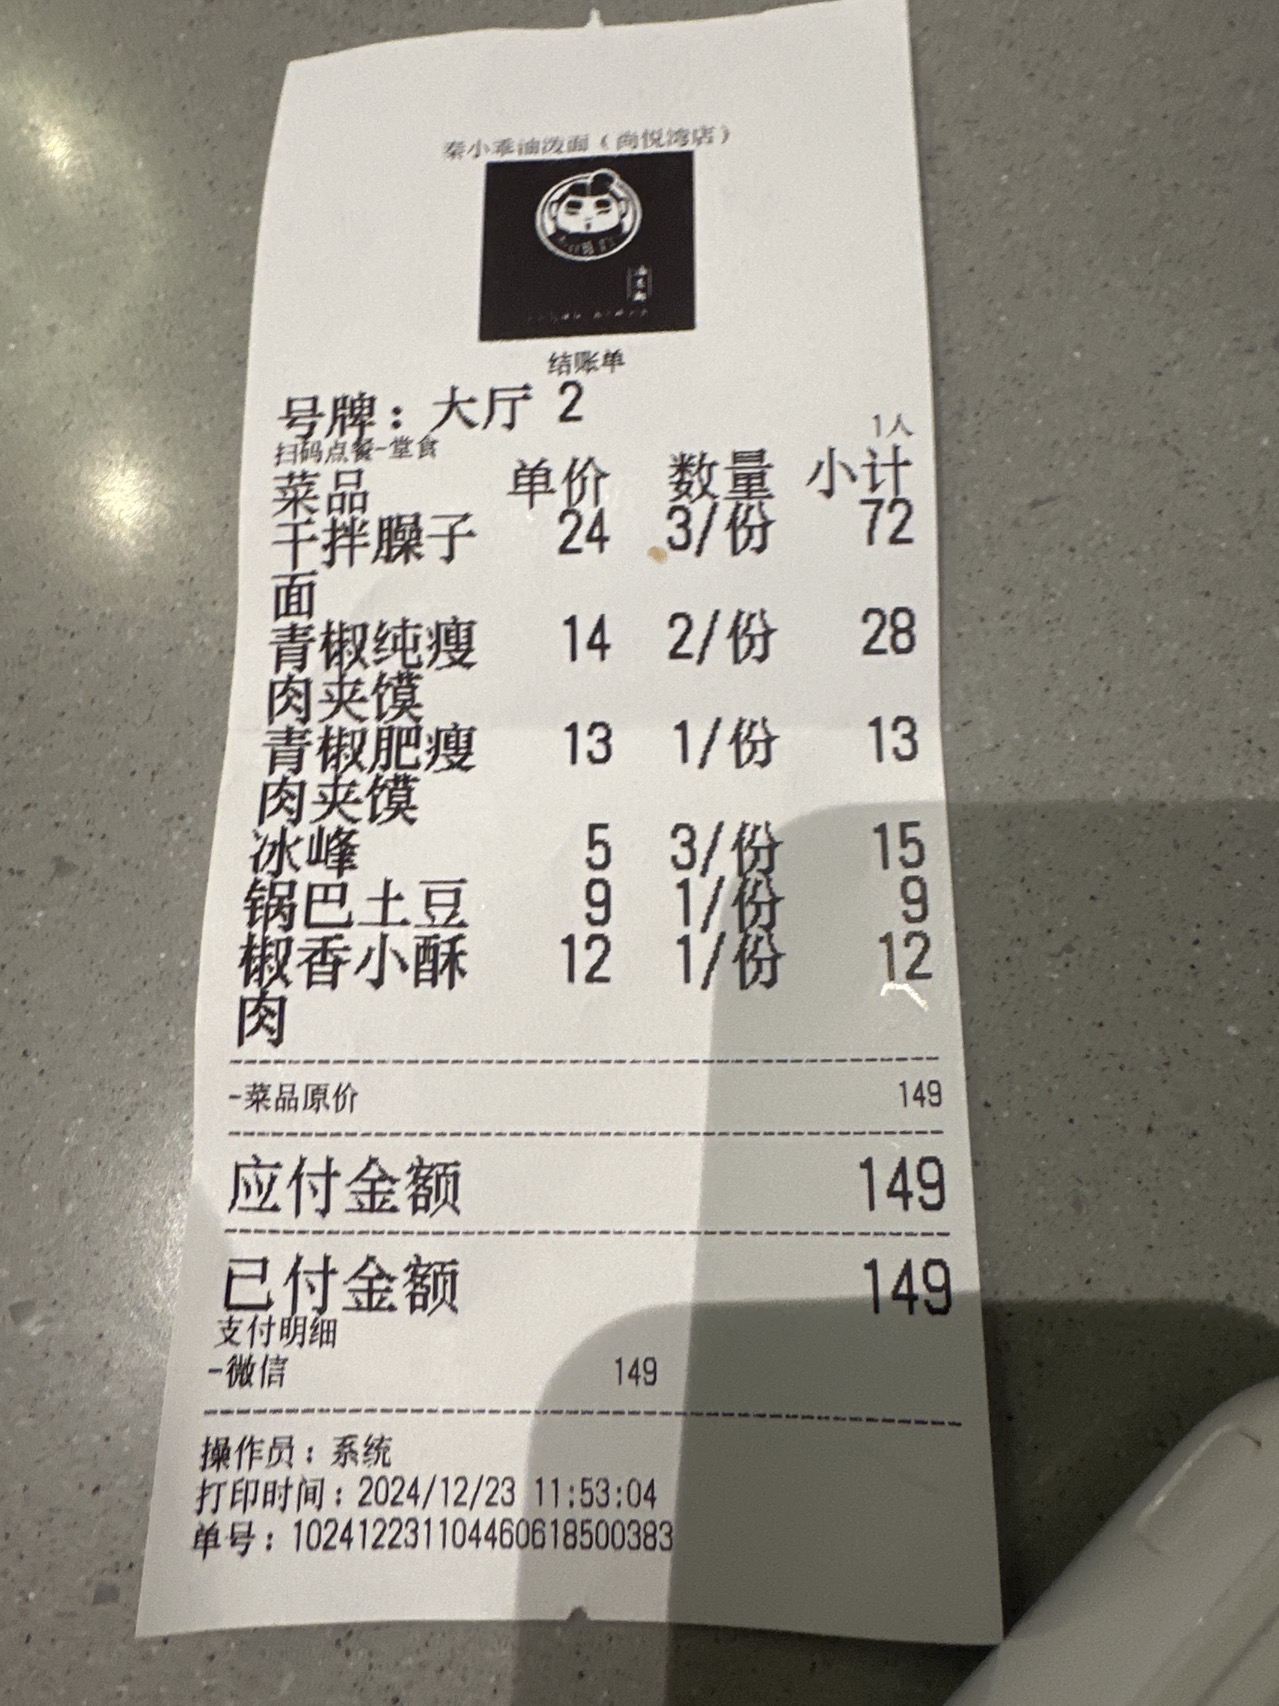 秦小乖油泼面（尚悦湾店）
结账单
号牌：大厅 2
1人
扫码点餐-堂食
菜品 单价 数量 小计
干拌臊子 24 3/份 72
面
青椒纯瘦 14 2/份 28
肉夹馍
青椒肥瘦 13 1/份 13
肉夹馍
冰峰 5 3/份 15
锅巴土豆 9 1/份 9
椒香小酥 12 1/份 12
肉
-菜品原价 149
应付金额 149
已付金额 149
支付明细
-微信 149
操作员：系统
打印时间：2024/12/23 11:53:04
单号：102412231104460618500383